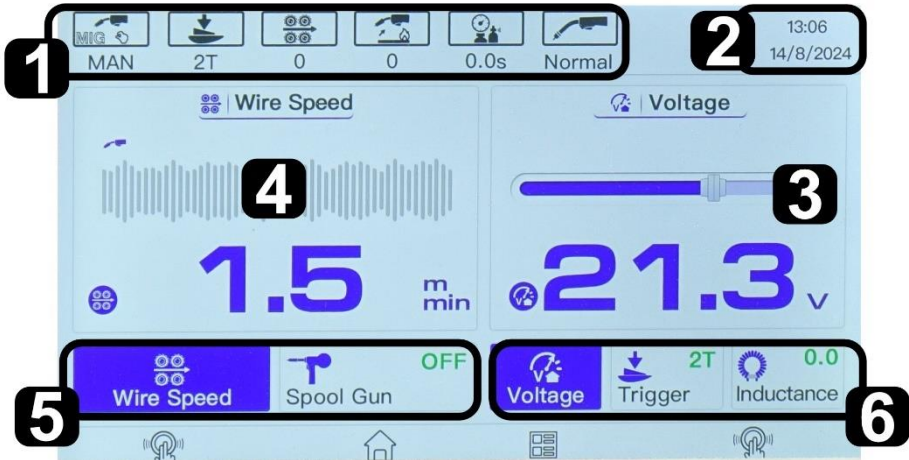 1
MIG
MAN
2T
0
0
0.0s
Normal
2
13:06
14/8/2024
Wire Speed
4
1.5
m
min
Voltage
V
3
21.3
V
V
5
Wire Speed
Spool Gun
OFF
V
Voltage
2T
Trigger
0.0
Inductance
6